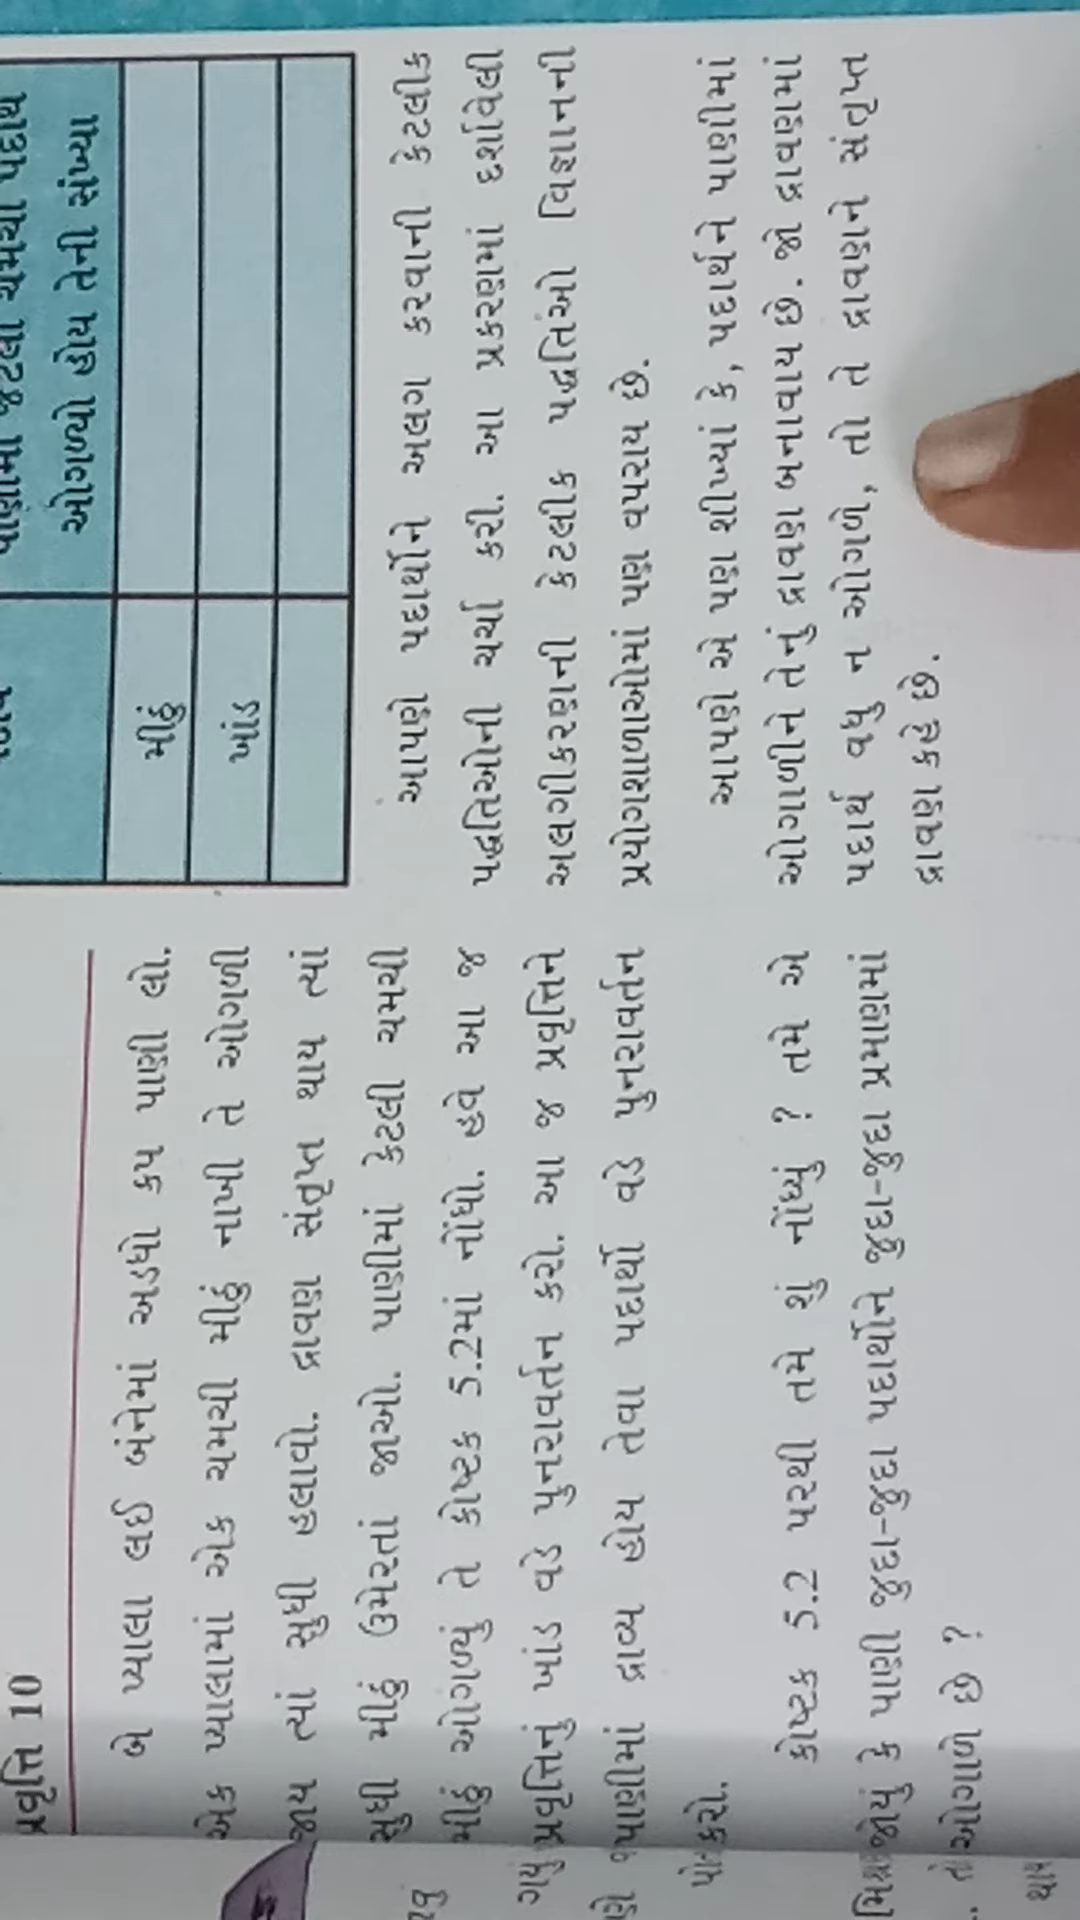 પ્રવૃત્તિ 10
બે પ્યાલા લઈ બંનેમાં અડધો કપ પાણી લો.
એક પ્યાલામાં એક ચમચી મીઠું નાખી તે ઓગળી
જાય ત્યાં સુધી હલાવો. દ્રાવણ સંતૃપ્ત થાય ત્યાં
સુધી મીઠું ઉમેરતાં જાઓ. પાણીમાં કેટલી ચમચી
મીઠું ઓગળ્યું તે કોષ્ટક 5.2માં નોંધો. હવે આ જ
પ્રવૃત્તિનું ખાંડ વડે પુનરાવર્તન કરો. આ જ પ્રવૃત્તિને
પાણીમાં દ્રાવ્ય હોય તેવા પદાર્થો વડે પુનરાવર્તન
કરો.
કોષ્ટક 5.2 પરથી તમે શું નોંધ્યું ? તમે એ
જોયું કે પાણી જુદા-જુદા પદાર્થોને જુદા-જુદા પ્રમાણમાં
ઓગાળે છે ?
પાણીમાં જેટલી ચમચી પદાર્થ
ઓગળ્યો હોય તેની સંખ્યા
મીઠું
ખાંડ
આપણે પદાર્થોને અલગ કરવાની કેટલીક
પદ્ધતિઓની ચર્ચા કરી. આ પ્રકરણમાં દર્શાવેલી
અલગીકરણની કેટલીક પદ્ધતિઓ વિજ્ઞાનની
પ્રયોગશાળાઓમાં પણ વપરાય છે.
આપણે એ પણ શીખ્યાં કે, પદાર્થને પાણીમાં
ઓગાળીને તેનું દ્રાવણ બનાવાય છે. જો દ્રાવણમાં
પદાર્થ વધુ ન ઓગળે, તો તે દ્રાવણને સંતૃપ્ત
દ્રાવણ કહે છે.